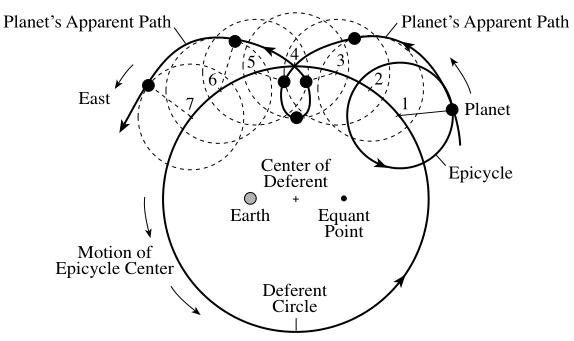 Planet's Apparent Path
Planet's Apparent Path
4
5
3
6
2
East
7
1
Planet
Center of
Deferent
Epicycle
Earth
Equant
Point
Motion of
Epicycle Center
Deferent
Circle